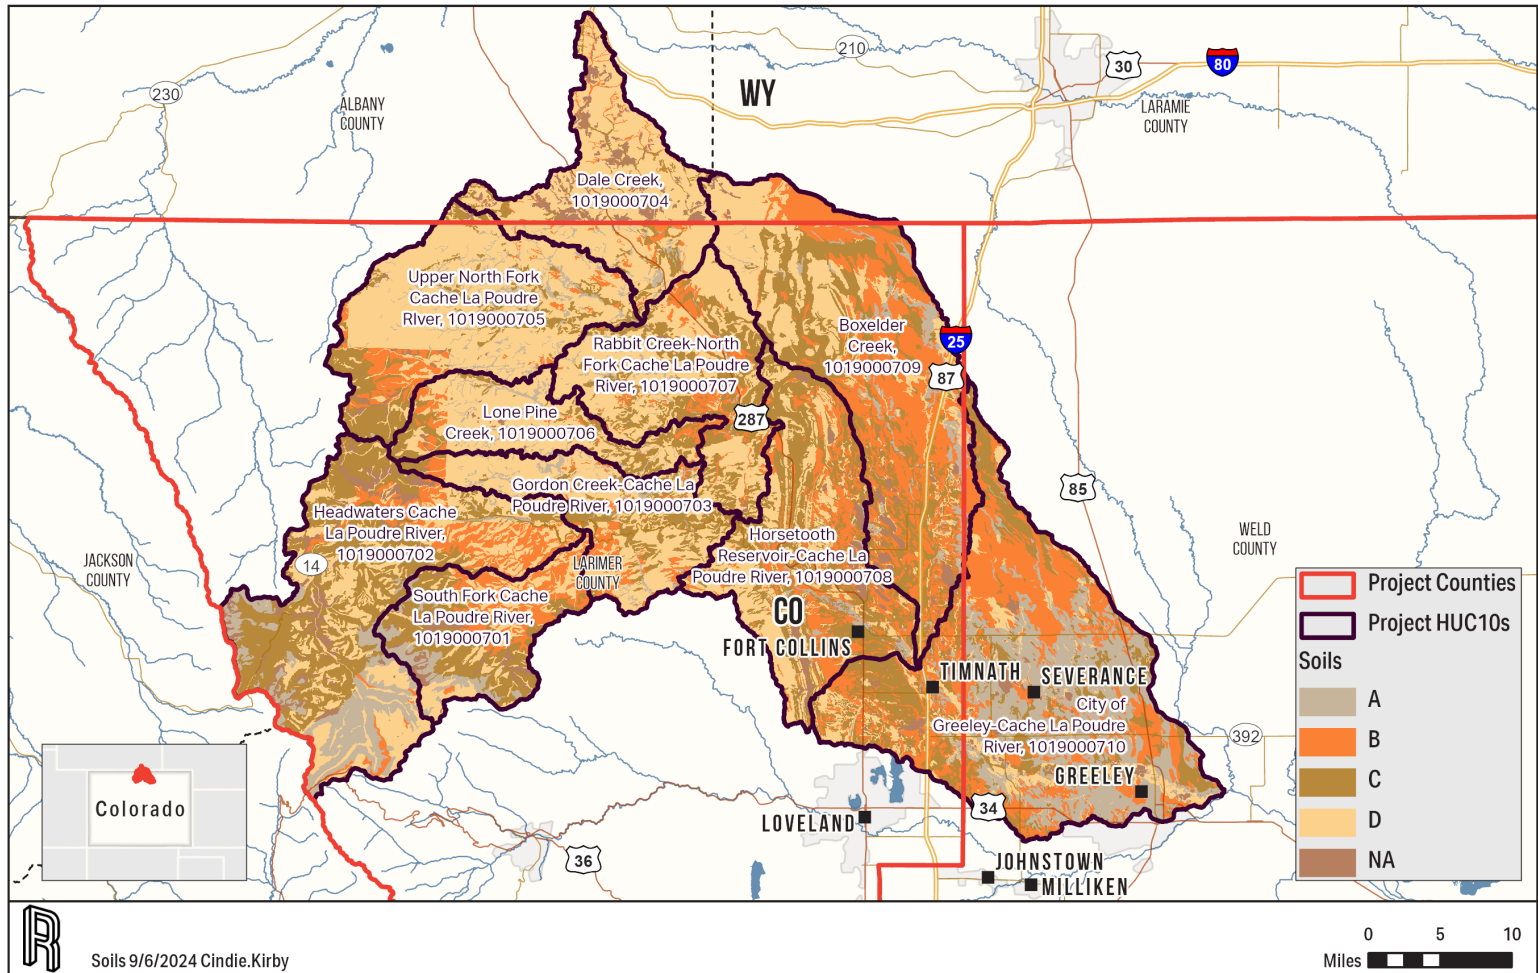 210
30
80
WY
230
ALBANY
COUNTY
LARAMIE
COUNTY
Dale Creek,
1019000704
Upper North Fork
Cache La Poudre
RIver, 1019000705
Boxelder
Creek,
1019000709
25
Rabbit Creek-North
Fork Cache La Poudre
River, 1019000707
87
Lone Pine
Creek, 1019000706
287
Gordon Creek-Cache La
Poudre River, 1019000703
85
Headwaters Cache
La Poudre River,
1019000702
Horsetooth
Reservoir-Cache La
Poudre River, 1019000708
WELD
COUNTY
JACKSON
COUNTY
14
LARIMER
COUNTY
South Fork Cache
La Poudre River,
1019000701
CO
FORT COLLINS
TIMNATH
SEVERANCE
City of
Greeley-Cache La Poudre
River, 1019000710
392
GREELEY
34
LOVELAND
36
JOHNSTOWN
MILLIKEN
Colorado
Project Counties
Project HUC10s
Soils
A
B
C
D
NA
R
Soils 9/6/2024 Cindie.Kirby
0 5 10
Miles